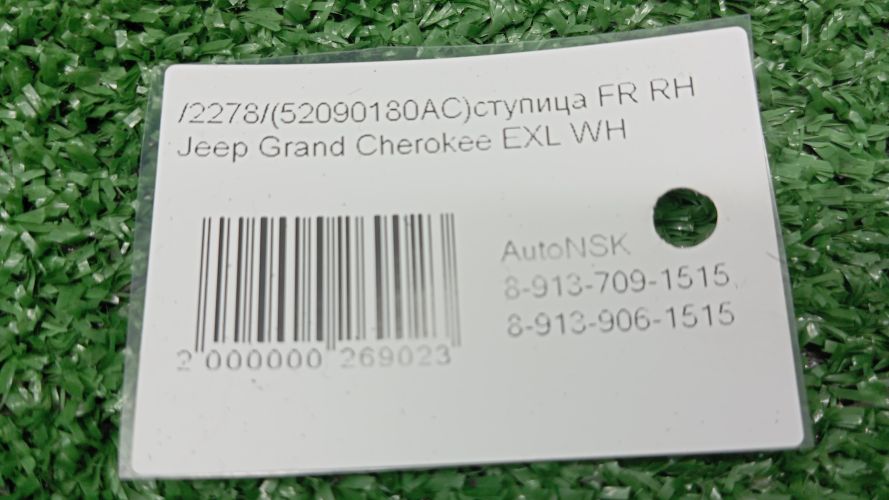 /2278/(52090180AC)ступица FR RH
Jeep Grand Cherokee EXL WH
AutoNSK
8-913-709-1515,
8-913-906-1515
2 000000 269023